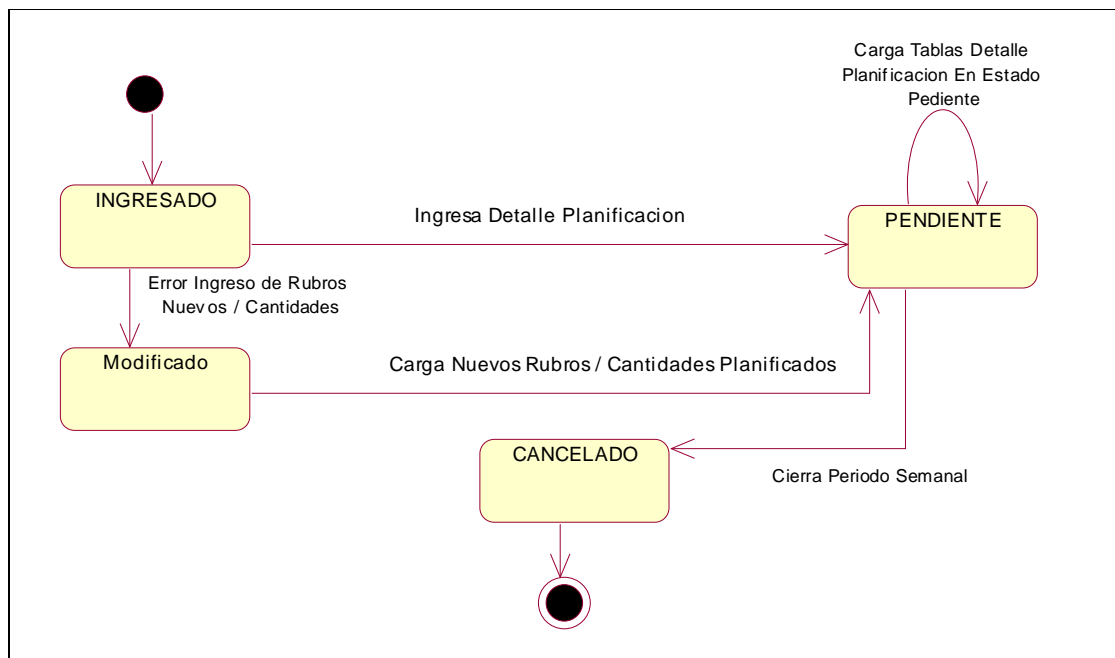 Carga Tablas Detalle
Planificacion En Estado
Pediente
INGRESADO
Ingresa Detalle Planificacion
PENDIENTE
Error Ingreso de Rubros
Nuevos / Cantidades
Modificado
Carga Nuevos Rubros / Cantidades Planificados
CANCELADO
Cierra Periodo Semanal